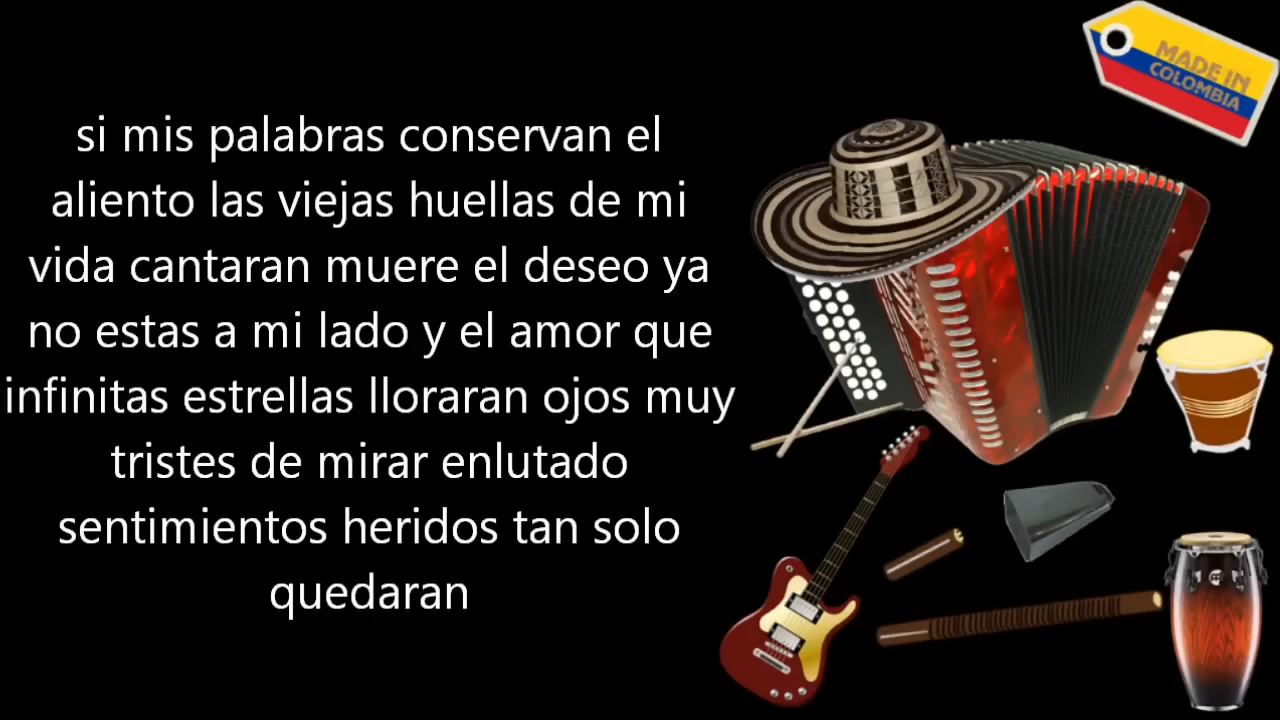 si mis palabras conservan el
aliento las viejas huellas de mi
vida cantaran muere el deseo ya
no estas a mi lado y el amor que
infinitas estrellas lloraran ojos muy
tristes de mirar enlutado
sentimientos heridos tan solo
quedaran
MADE IN
COLOMBIA